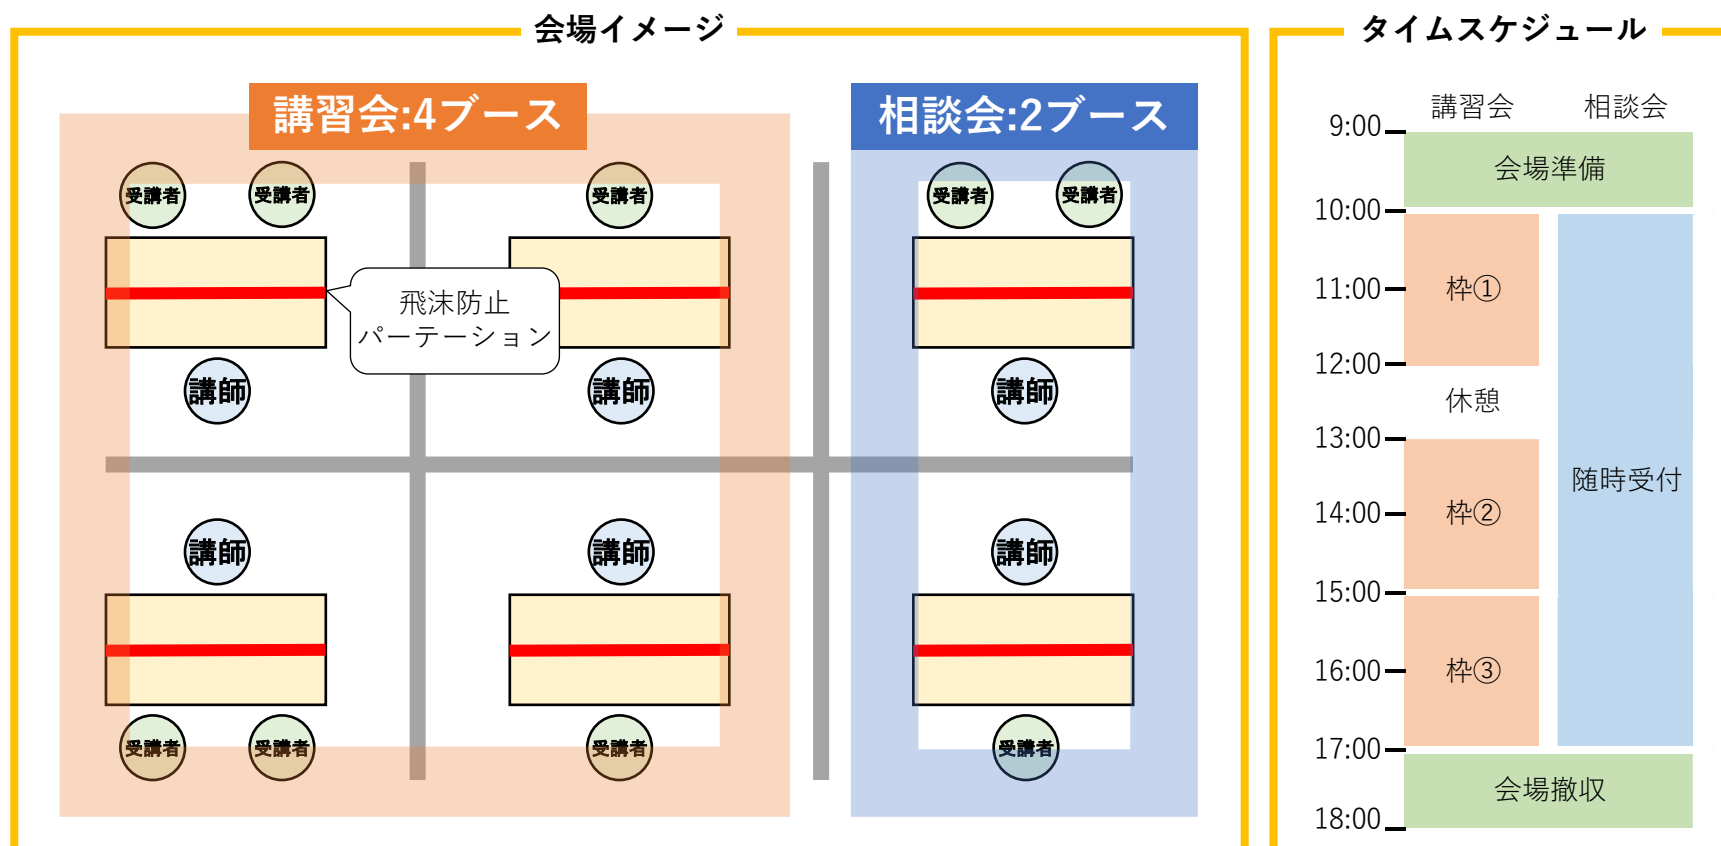 会場イメージ
講習会:4ブース
相談会:2ブース
受講者
受講者
受講者
受講者
受講者
飛沫防止
パーテーション
講師
講師
講師
講師
講師
講師
受講者
受講者
受講者
受講者
タイムスケジュール
講習会
相談会
9:00
会場準備
10:00
11:00
枠①
12:00
休憩
13:00
随時受付
14:00
枠②
15:00
16:00
枠③
17:00
会場撤収
18:00